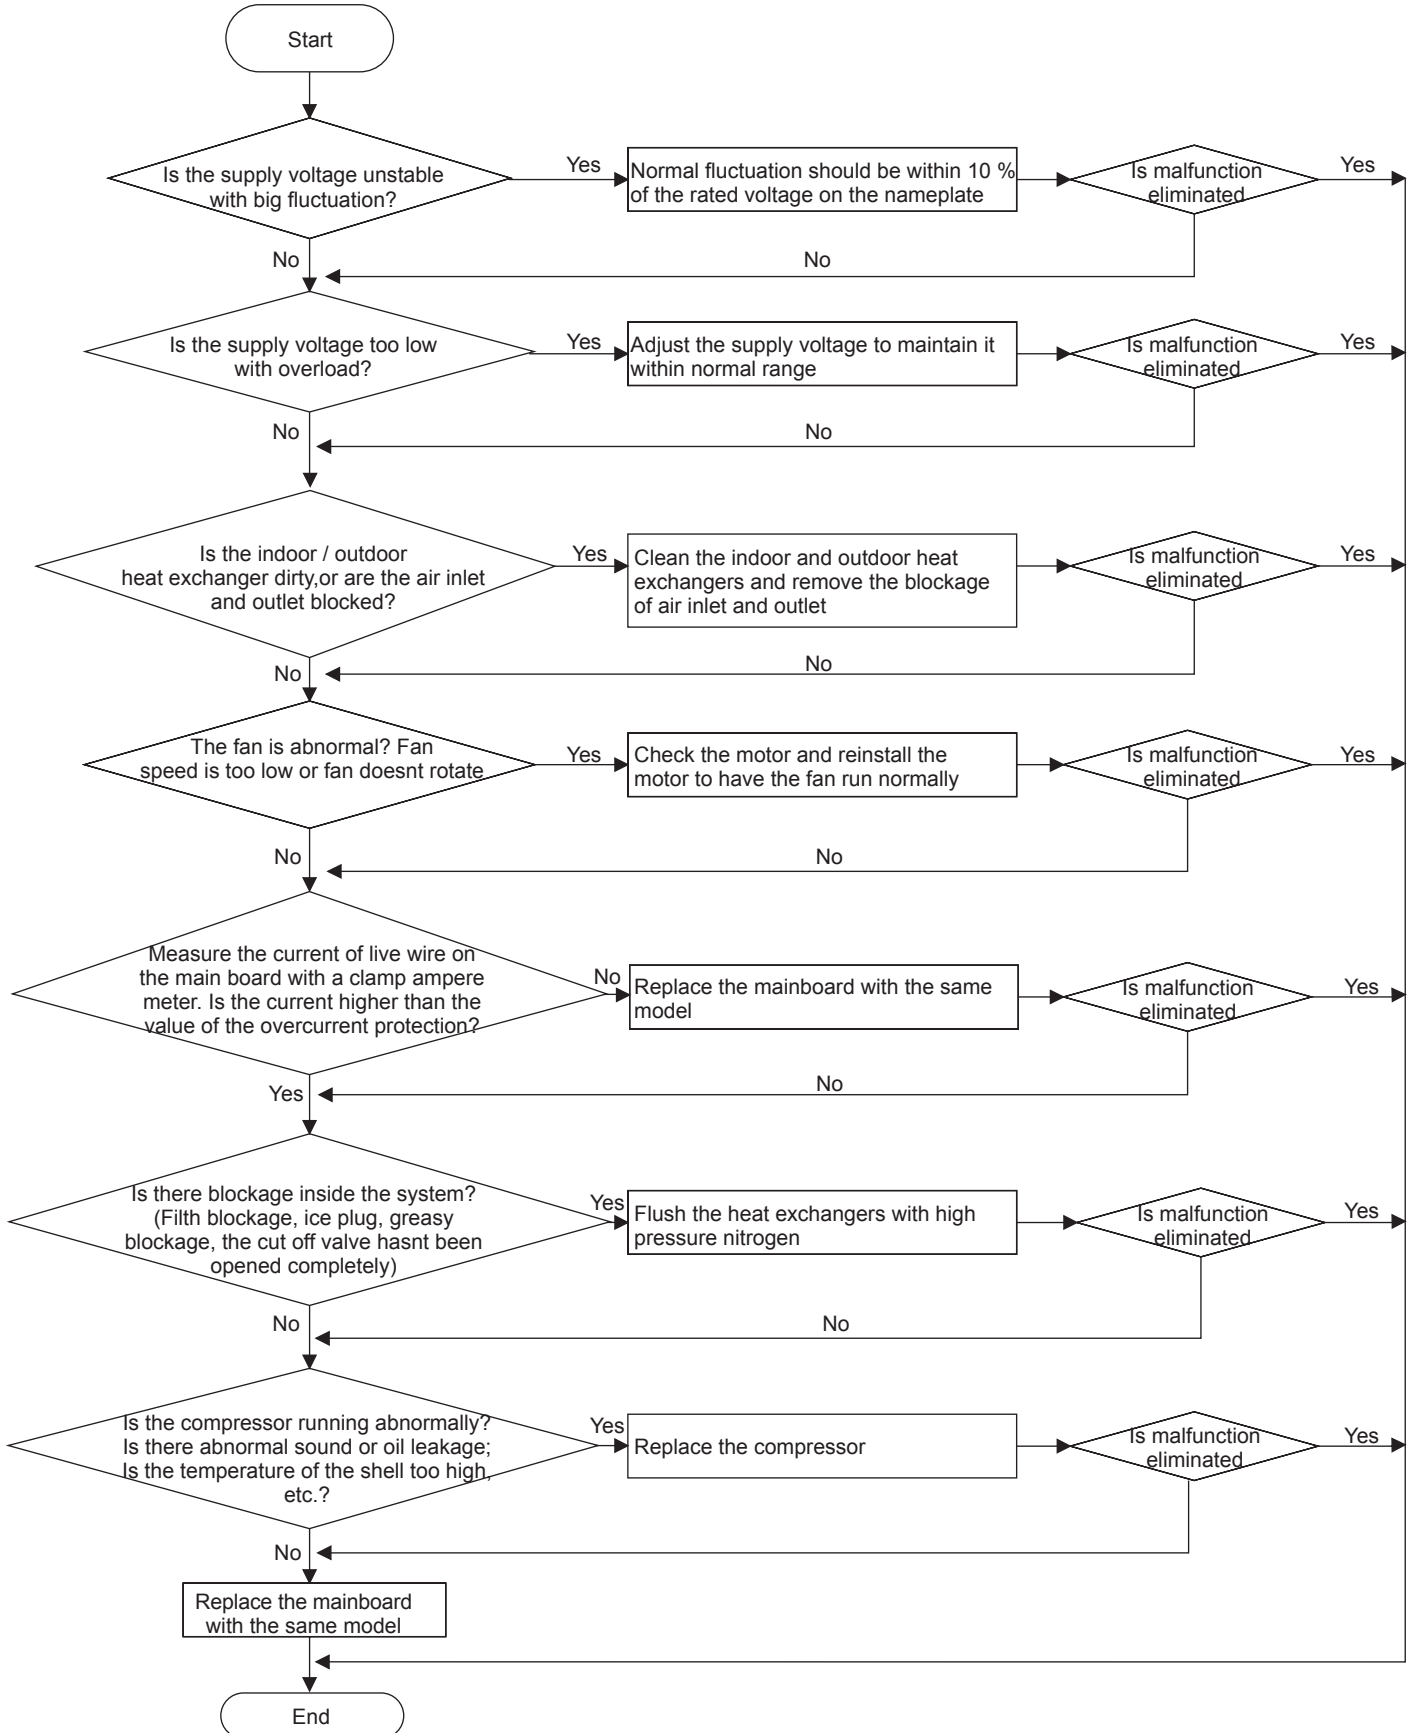 Start
Is the supply voltage unstable
with big fluctuation?
Yes
Normal fluctuation should be within 10 %
of the rated voltage on the nameplate
Is malfunction
eliminated
Yes
No
No
Is the supply voltage too low
with overload?
Yes
Adjust the supply voltage to maintain it
within normal range
Is malfunction
eliminated
Yes
No
No
Is the indoor / outdoor
heat exchanger dirty,or are the air inlet
and outlet blocked?
Yes
Clean the indoor and outdoor heat
exchangers and remove the blockage
of air inlet and outlet
Is malfunction
eliminated
Yes
No
No
The fan is abnormal? Fan
speed is too low or fan doesnt rotate
Yes
Check the motor and reinstall the
motor to have the fan run normally
Is malfunction
eliminated
Yes
No
No
Measure the current of live wire on
the main board with a clamp ampere
meter. Is the current higher than the
value of the overcurrent protection?
No
Replace the mainboard with the same
model
Is malfunction
eliminated
Yes
Yes
No
Is there blockage inside the system?
(Filth blockage, ice plug, greasy
blockage, the cut off valve hasnt been
opened completely)
Yes
Flush the heat exchangers with high
pressure nitrogen
Is malfunction
eliminated
Yes
No
No
Is the compressor running abnormally?
Is there abnormal sound or oil leakage;
Is the temperature of the shell too high,
etc.?
Yes
Replace the compressor
Is malfunction
eliminated
Yes
No
Replace the mainboard
with the same model
End